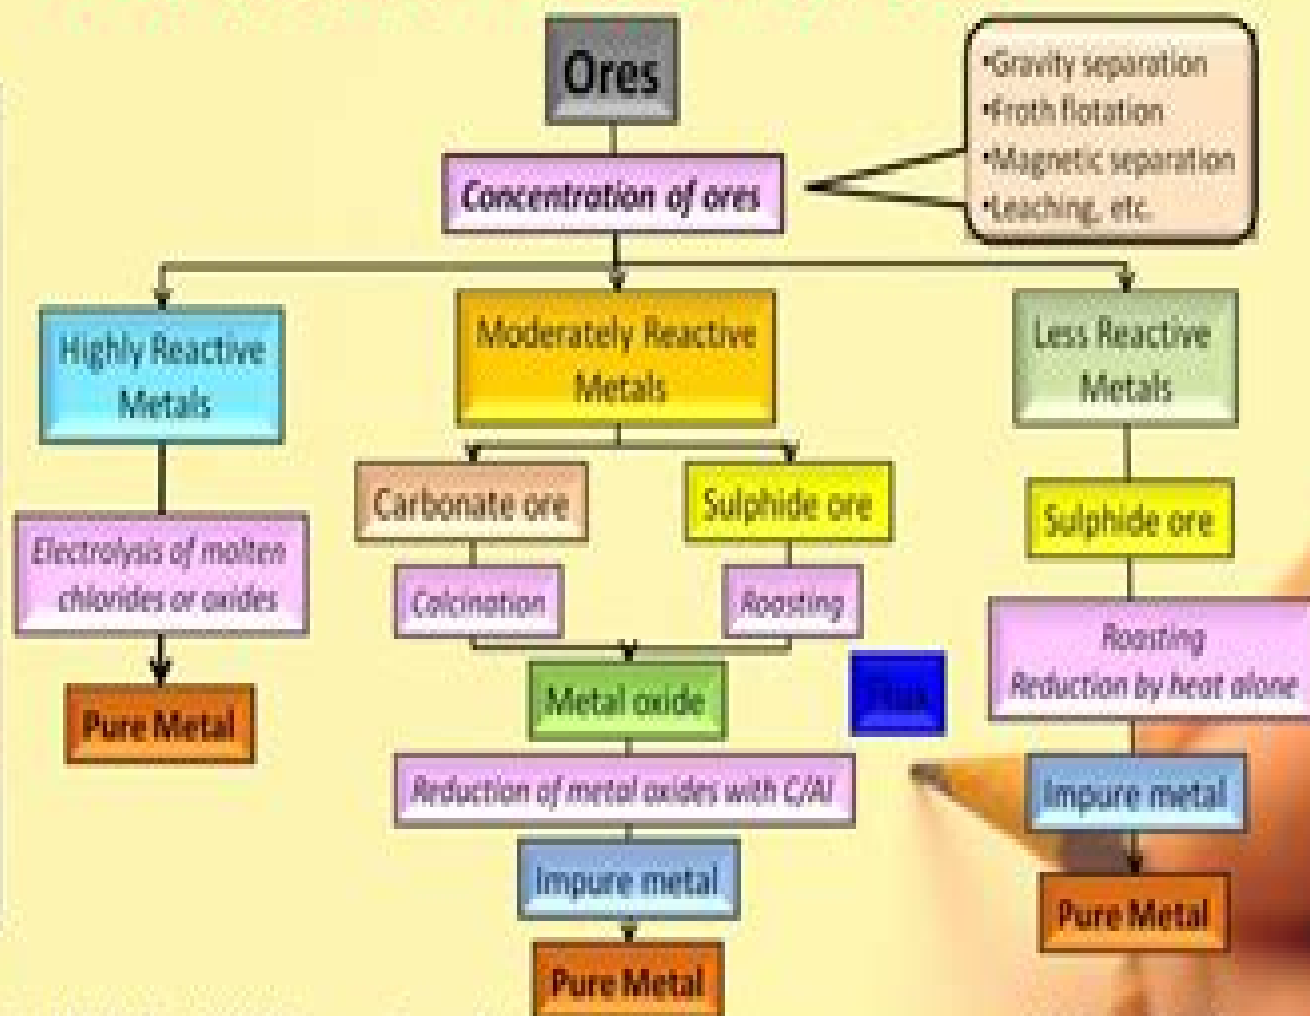 Ores
•Gravity separation
•Froth flotation
•Magnetic separation
•Leaching, etc.
Concentration of ores
Highly Reactive
Metals
Moderately Reactive
Metals
Less Reactive
Metals
Carbonate ore
Sulphide ore
Sulphide ore
Electrolysis of molten
chlorides or oxides
Calcination
Roasting
Roasting
Reduction by heat alone
Metal oxide
Flux
Pure Metal
Reduction of metal oxides with C/Al
Impure metal
Impure metal
Pure Metal
Pure Metal